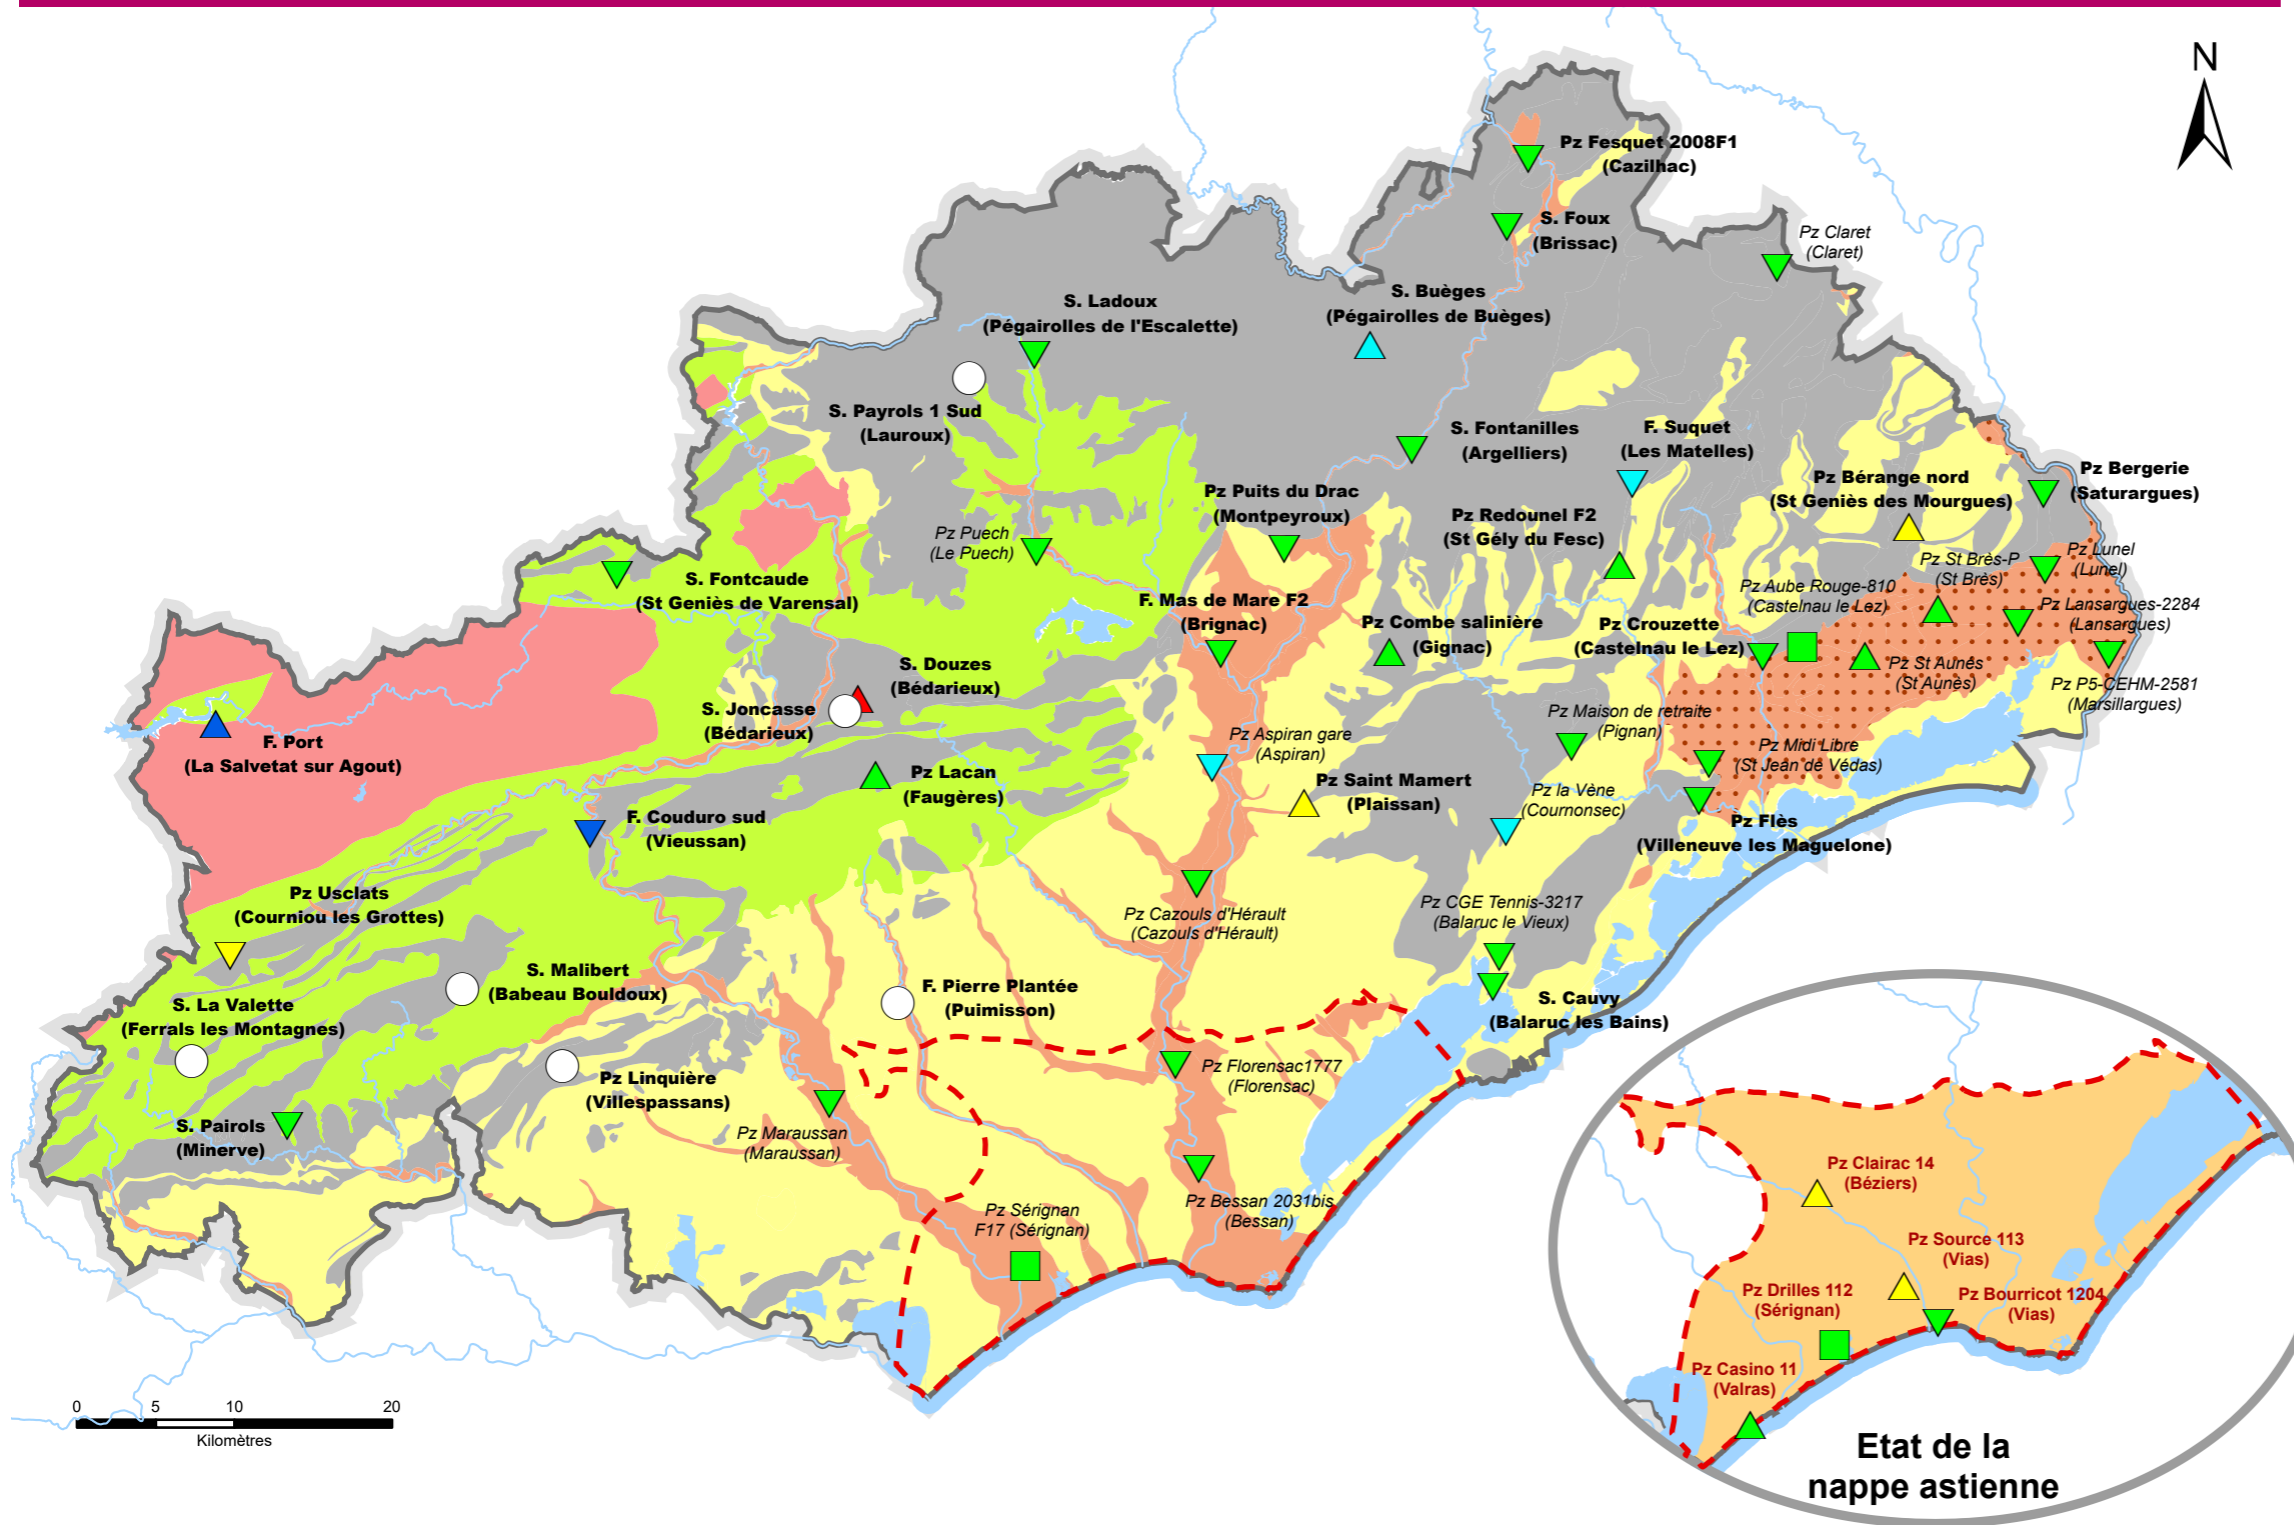 N
Pz Fesquet 2008F1
(Cazilhac)
S. Foux
(Brissac)
Pz Claret
(Claret)
S. Ladoux
(Pégairolles de l'Escalette)
S. Buèges
(Pégairolles de Buèges)
S. Payrols 1 Sud
(Lauroux)
S. Fontanilles
(Argelliers)
F. Suquet
(Les Matelles)
Pz Bérange nord
(St Geniès des Mourgues)
Pz Bergerie
(Saturargues)
Pz Puits du Drac
(Montpeyroux)
Pz Redounel F2
(St Gély du Fesc)
Pz Puech
(Le Puech)
Pz St Brès-P
(St Brès)
Pz Lunel
(Lunel)
S. Fontcaude
(St Geniès de Varensal)
Pz Aube Rouge-810
(Castelnau le Lez)
Pz Lansargues-2284
(Lansargues)
F. Mas de Mare F2
(Brignac)
Pz Combe salinière
(Gignac)
Pz Crouzette
(Castelnau le Lez)
S. Douzes
(Bédarieux)
Pz St Aunés
(St Aunès)
Pz P5-CEHM-2581
(Marsillargues)
S. Joncasse
(Bédarieux)
Pz Maison de retraite
(Pignan)
F. Port
(La Salvetat sur Agout)
Pz Aspiran gare
(Aspiran)
Pz Midi Libre
(St Jean de Védas)
Pz Lacan
(Faugères)
Pz Saint Mamert
(Plaissan)
Pz la Vène
(Cournonsec)
F. Couduro sud
(Vieussan)
Pz Flès
(Villeneuve les Maguelone)
Pz Usclats
(Courniou les Grottes)
Pz Cazouls d'Hérault
(Cazouls d'Hérault)
Pz CGE Tennis-3217
(Balaruc le Vieux)
S. Malibert
(Babeau Bouldoux)
F. Pierre Plantée
(Puimisson)
S. La Valette
(Ferrals les Montagnes)
S. Cauvy
(Balaruc les Bains)
Pz Linquière
(Villespassans)
Pz Florensac1777
(Florensac)
S. Pairols
(Minerve)
Pz Maraussan
(Maraussan)
Pz Sérignan
F17 (Sérignan)
Pz Bessan 2031bis
(Bessan)
Pz Clairac 14
(Béziers)
Pz Source 113
(Vias)
Pz Drilles 112
(Sérignan)
Pz Bourricot 1204
(Vias)
Pz Casino 11
(Valras)
0 5 10 20
Kilomètres
Etat de la
nappe astienne